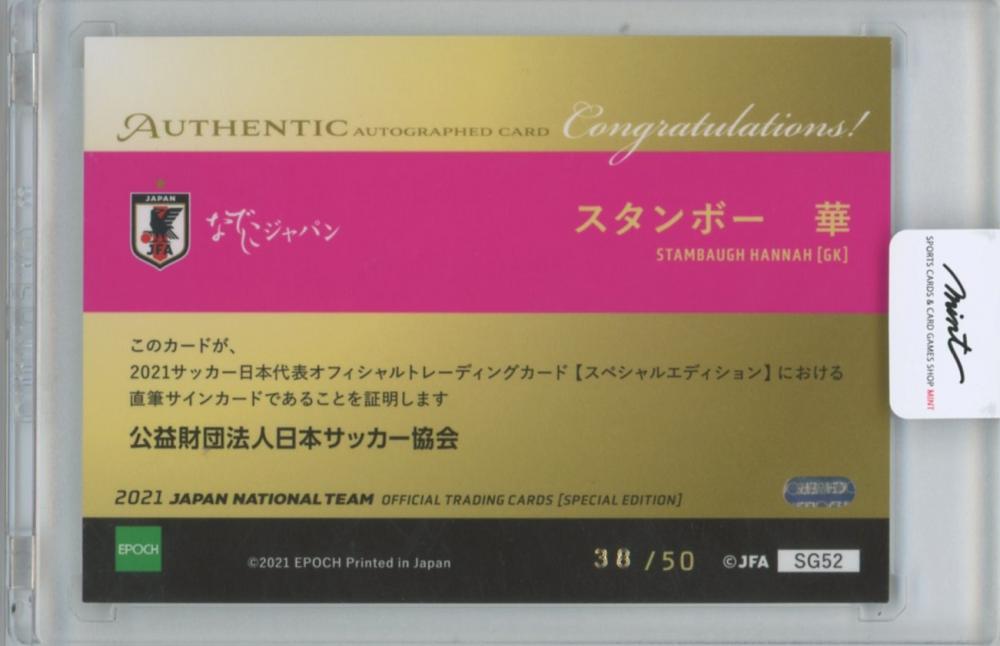 AUTHENTIC AUTOGRAPHED CARD Congratulations!
JAPAN
JFA
なでしこジャパン
スタンボー 華
STAMBAUGH HANNAH [GK]
このカードが、
2021サッカー日本代表オフィシャルトレーディングカード【スペシャルエディション】における
直筆サインカードであることを証明します
公益財団法人日本サッカー協会
2021 JAPAN NATIONAL TEAM OFFICIAL TRADING CARDS [SPECIAL EDITION]
EPOCH
©2021 EPOCH Printed in Japan
38 /50
©JFA
SG52
mint
SPORTS CARDS & CARD GAMES SHOP MINT